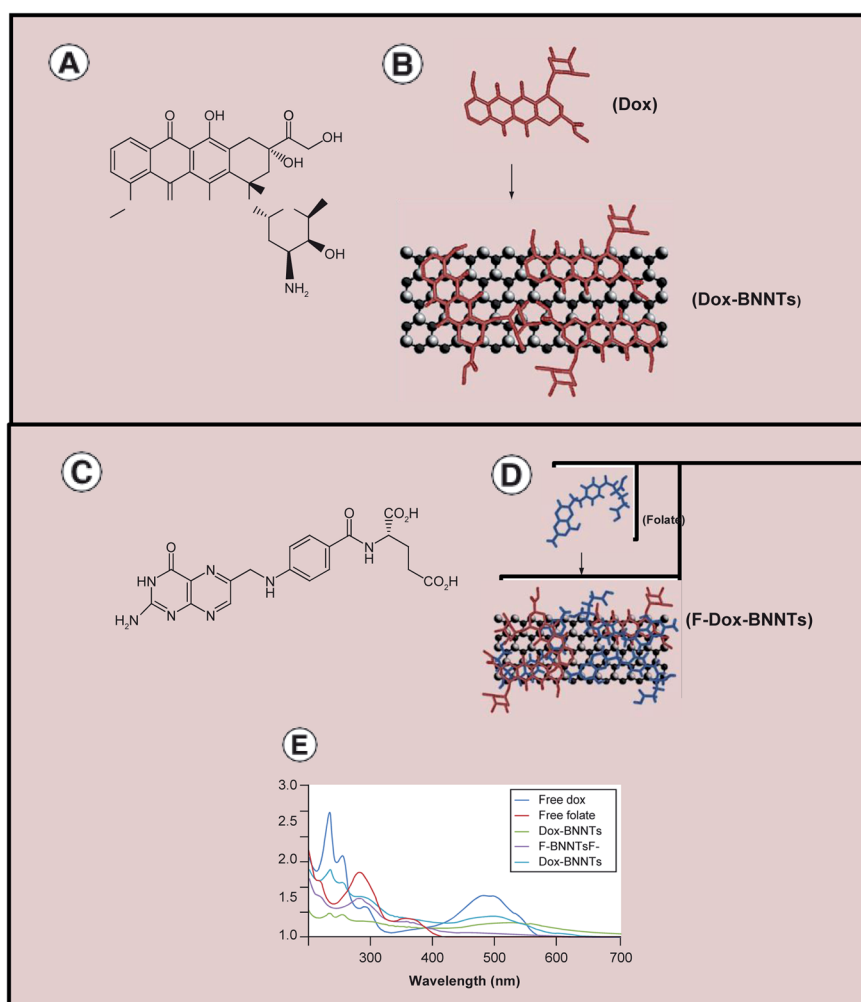 A
B
(Dox)
O
OH
O
OH
OH
OH
NH2
(Dox-BNNTs)
C
D
(Folate)
O
CO2H
O
N
H
HN
N
N
H
CO2H
H2N
N
N
(F-Dox-BNNTs)
E
3.0
2.5
2.0
1.5
1.0
Free dox
Free folate
Dox-BNNTs
F-BNNTsF-
Dox-BNNTs
300
400
500
600
700
Wavelength (nm)